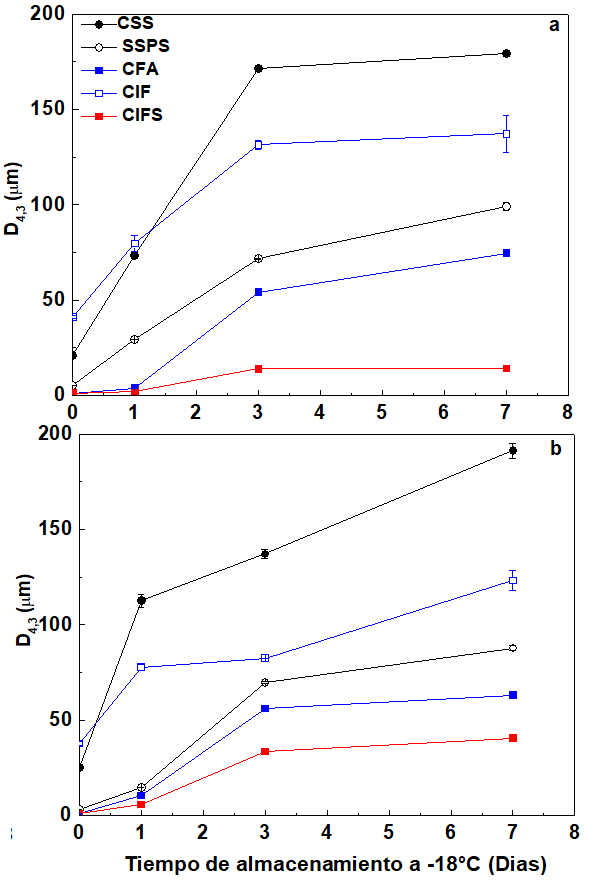 200
150
100
50
0
D4,3 (µm)
CSS
SSPS
CFA
CIF
CIFS
a
0 1 2 3 4 5 6 7 8
200
150
100
50
0
D4,3 (µm)
b
0 1 2 3 4 5 6 7 8
Tiempo de almacenamiento a -18°C (Dias)